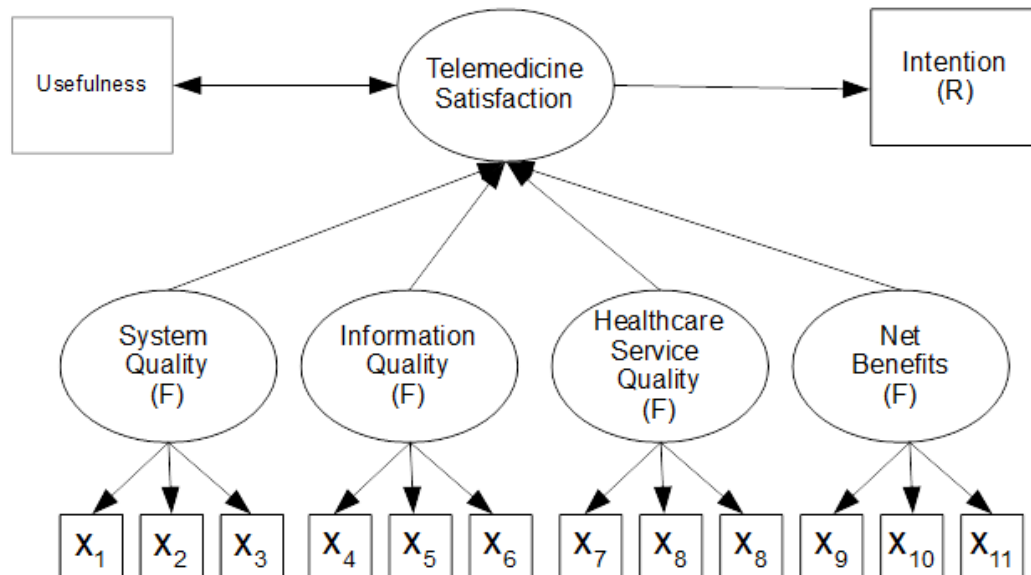 Usefulness
Telemedicine
Satisfaction
Intention
(R)
System
Quality
(F)
Information
Quality
(F)
Healthcare
Service
Quality
(F)
Net
Benefits
(F)
X₁ X₂ X₃ X₄ X₅ X₆ X₇ X₈ X₈ X₉ X₁₀ X₁₁